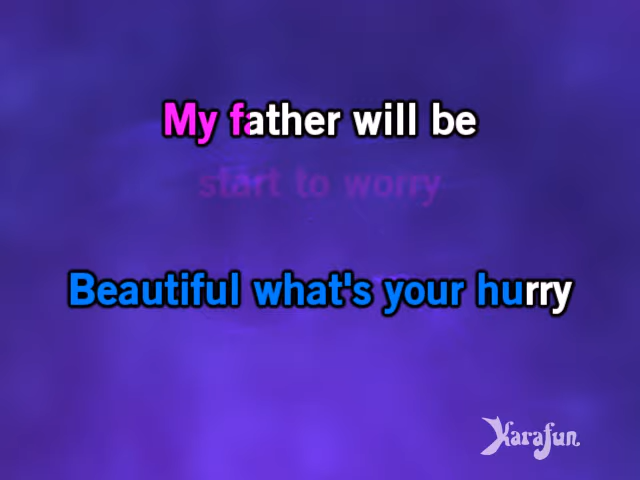 My father will be
start to worry
Beautiful what's your hurry
Karafun